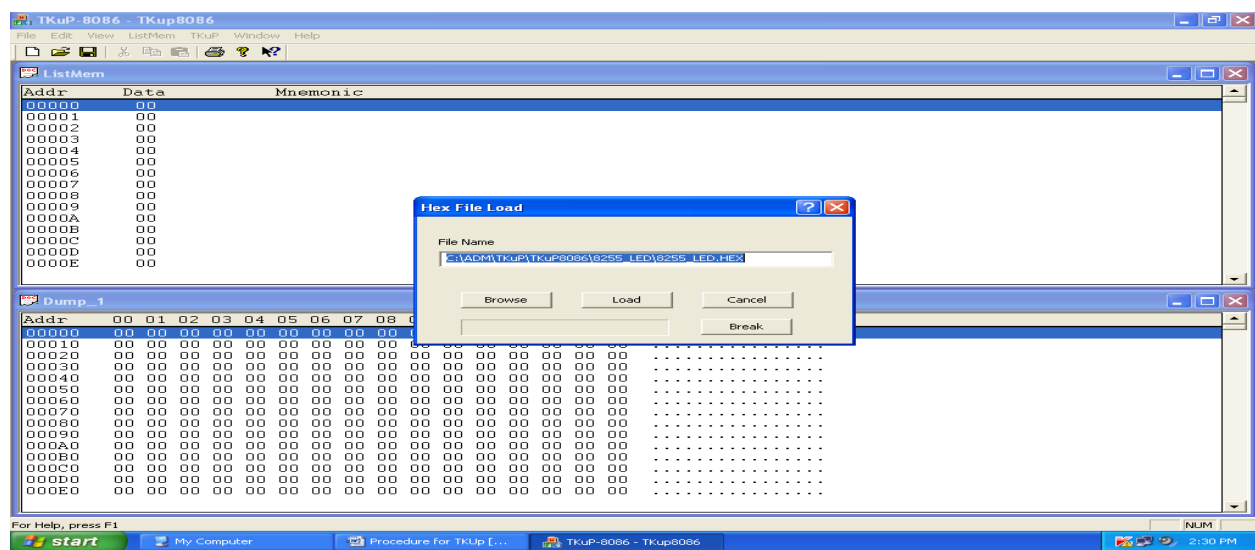 TKuP-8086 - TKup8086
File Edit View ListMem TKuP Window Help
ListMem
Addr Data Mnemonic
00000 00
00001 00
00002 00
00003 00
00004 00
00005 00
00006 00
00007 00
00008 00
00009 00
0000A 00
0000B 00
0000C 00
0000D 00
0000E 00
Hex File Load
File Name
C:\ADM\TKuP\TKuP8086\8255_LED\8255_LED.HEX
Browse Load Cancel
Break
Dump_1
Addr 00 01 02 03 04 05 06 07 08
00000 00 00 00 00 00 00 00 00 00
00010 00 00 00 00 00 00 00 00 00 00 00 00 00 00 00 00 ................
00020 00 00 00 00 00 00 00 00 00 00 00 00 00 00 00 00 ................
00030 00 00 00 00 00 00 00 00 00 00 00 00 00 00 00 00 ................
00040 00 00 00 00 00 00 00 00 00 00 00 00 00 00 00 00 ................
00050 00 00 00 00 00 00 00 00 00 00 00 00 00 00 00 00 ................
00060 00 00 00 00 00 00 00 00 00 00 00 00 00 00 00 00 ................
00070 00 00 00 00 00 00 00 00 00 00 00 00 00 00 00 00 ................
00080 00 00 00 00 00 00 00 00 00 00 00 00 00 00 00 00 ................
00090 00 00 00 00 00 00 00 00 00 00 00 00 00 00 00 00 ................
000A0 00 00 00 00 00 00 00 00 00 00 00 00 00 00 00 00 ................
000B0 00 00 00 00 00 00 00 00 00 00 00 00 00 00 00 00 ................
000C0 00 00 00 00 00 00 00 00 00 00 00 00 00 00 00 00 ................
000D0 00 00 00 00 00 00 00 00 00 00 00 00 00 00 00 00 ................
000E0 00 00 00 00 00 00 00 00 00 00 00 00 00 00 00 00 ................
For Help, press F1 NUM
start My Computer Procedure for TKUp [... TKuP-8086 - TKup8086 2:30 PM